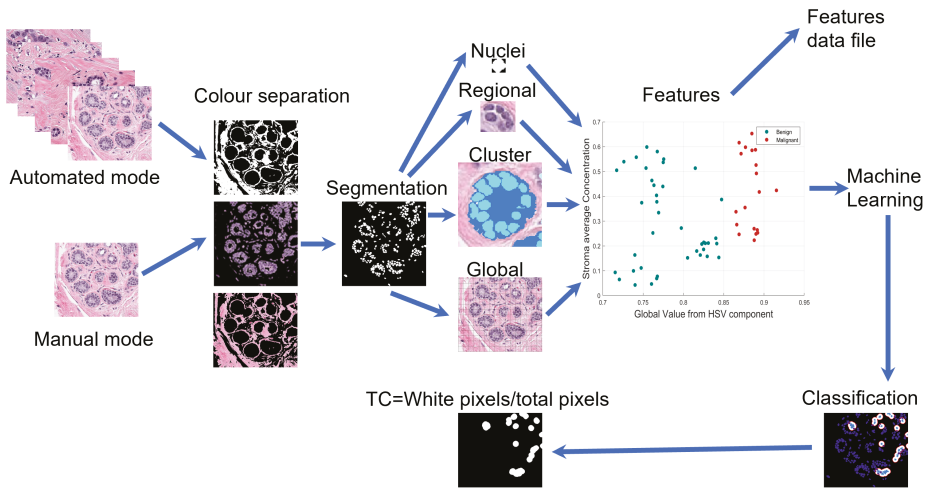 Automated mode
Manual mode
Colour separation
Segmentation
Nuclei
Regional
Cluster
Global
Features
Features
data file
Stroma average Concentration
0.7
0.6
0.5
0.4
0.3
0.2
0.1
0
0.7
0.75
0.8
0.85
0.9
0.95
Global Value from HSV component
Benign
Malignant
Machine
Learning
Classification
TC=White pixels/total pixels